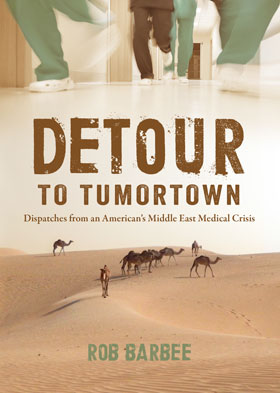 DETOUR
TO TUMORTOWN
Dispatches from an American's Middle East Medical Crisis
ROB BARBEE